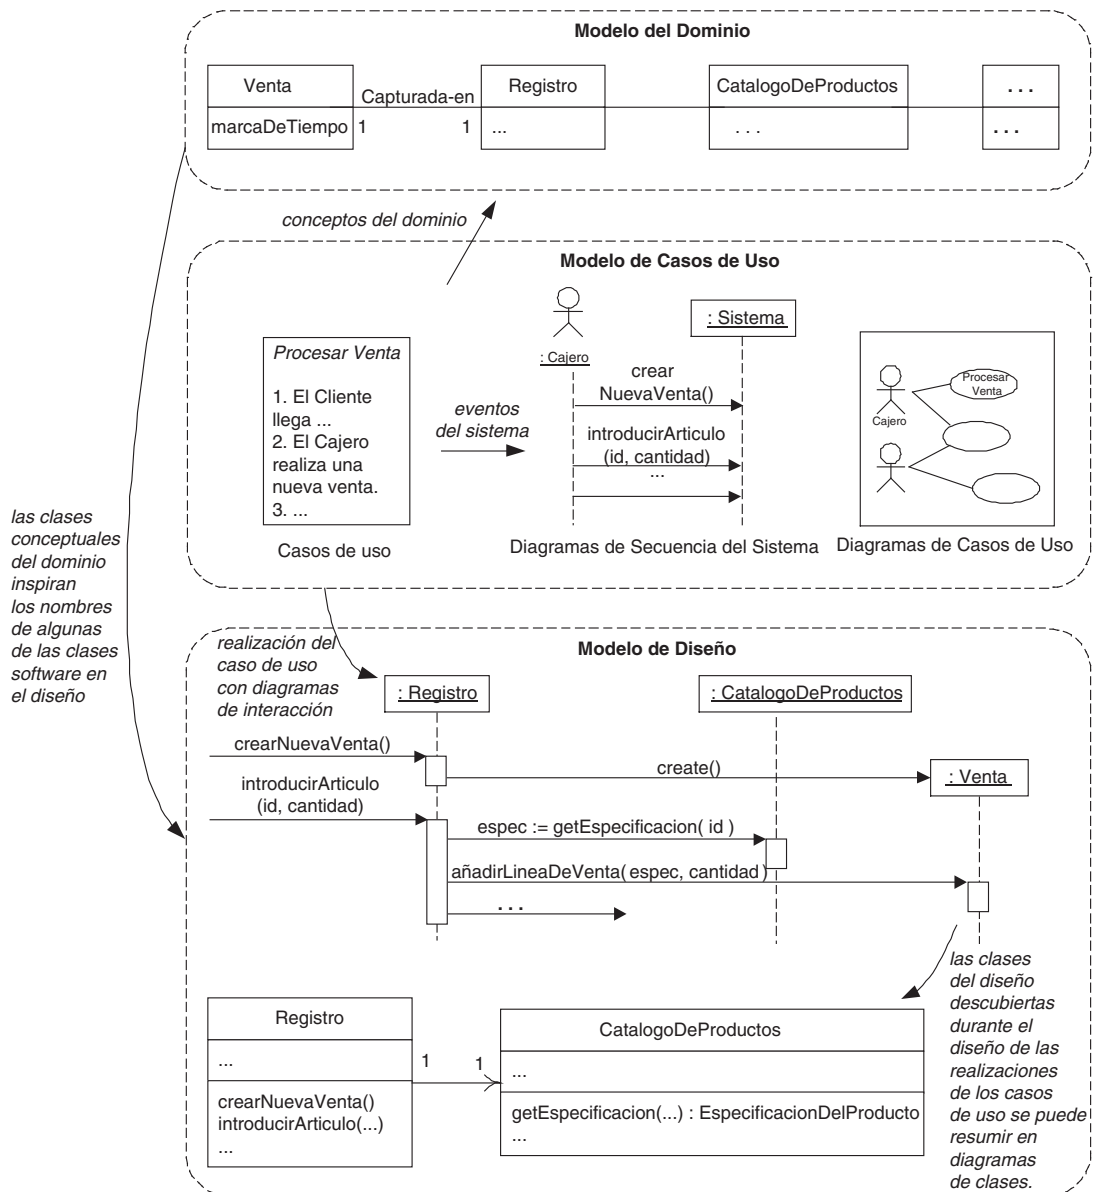 Modelo del Dominio
Venta
marcaDeTiempo
Capturada-en
1
1
Registro
...
CatalogoDeProductos
. . .
. . .
. . .
conceptos del dominio
Modelo de Casos de Uso
Procesar Venta
1. El Cliente
llega ...
2. El Cajero
realiza una
nueva venta.
3. ...
Casos de uso
eventos
del sistema
: Cajero
: Sistema
crear
NuevaVenta()
introducirArticulo
(id, cantidad)
...
Diagramas de Secuencia del Sistema
Procesar
Venta
Cajero
Diagramas de Casos de Uso
las clases
conceptuales
del dominio
inspiran
los nombres
de algunas
de las clases
software en
el diseño
Modelo de Diseño
realización del
caso de uso
con diagramas
de interacción
: Registro
: CatalogoDeProductos
crearNuevaVenta()
create()
: Venta
introducirArticulo
(id, cantidad)
espec := getEspecificacion( id )
añadirLineaDeVenta( espec, cantidad )
. . .
las clases
del diseño
descubiertas
durante el
diseño de las
realizaciones
de los casos
de uso se puede
resumir en
diagramas
de clases.
Registro
...
crearNuevaVenta()
introducirArticulo(...)
...
1
1
CatalogoDeProductos
...
getEspecificacion(...) : EspecificacionDelProducto
...